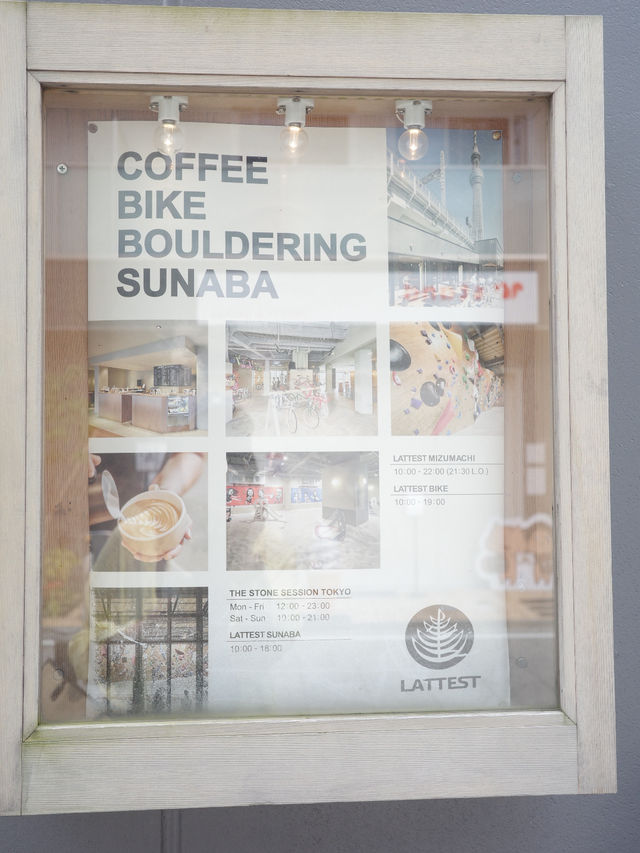 COFFEE
BIKE
BOULDERING
SUNABA
LATTEST MIZUMACHI
10:00 - 22:00 (21:30 L.O.)
LATTEST BIKE
10:00 - 19:00
THE STONE SESSION TOKYO
Mon - Fri 12:00 - 23:00
Sat - Sun 10:00 - 21:00
LATTEST SUNABA
10:00 - 18:00
LATTEST